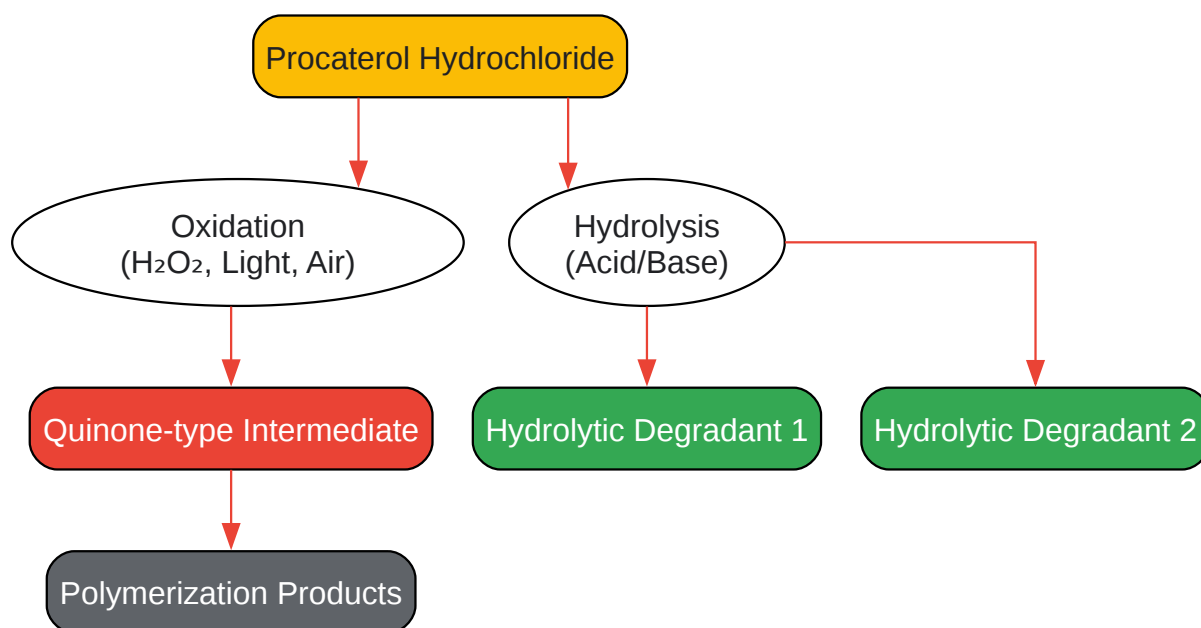 Procaterol Hydrochloride
Oxidation
(H₂O₂, Light, Air)
Hydrolysis
(Acid/Base)
Quinone-type Intermediate
Hydrolytic Degradant 1
Hydrolytic Degradant 2
Polymerization Products